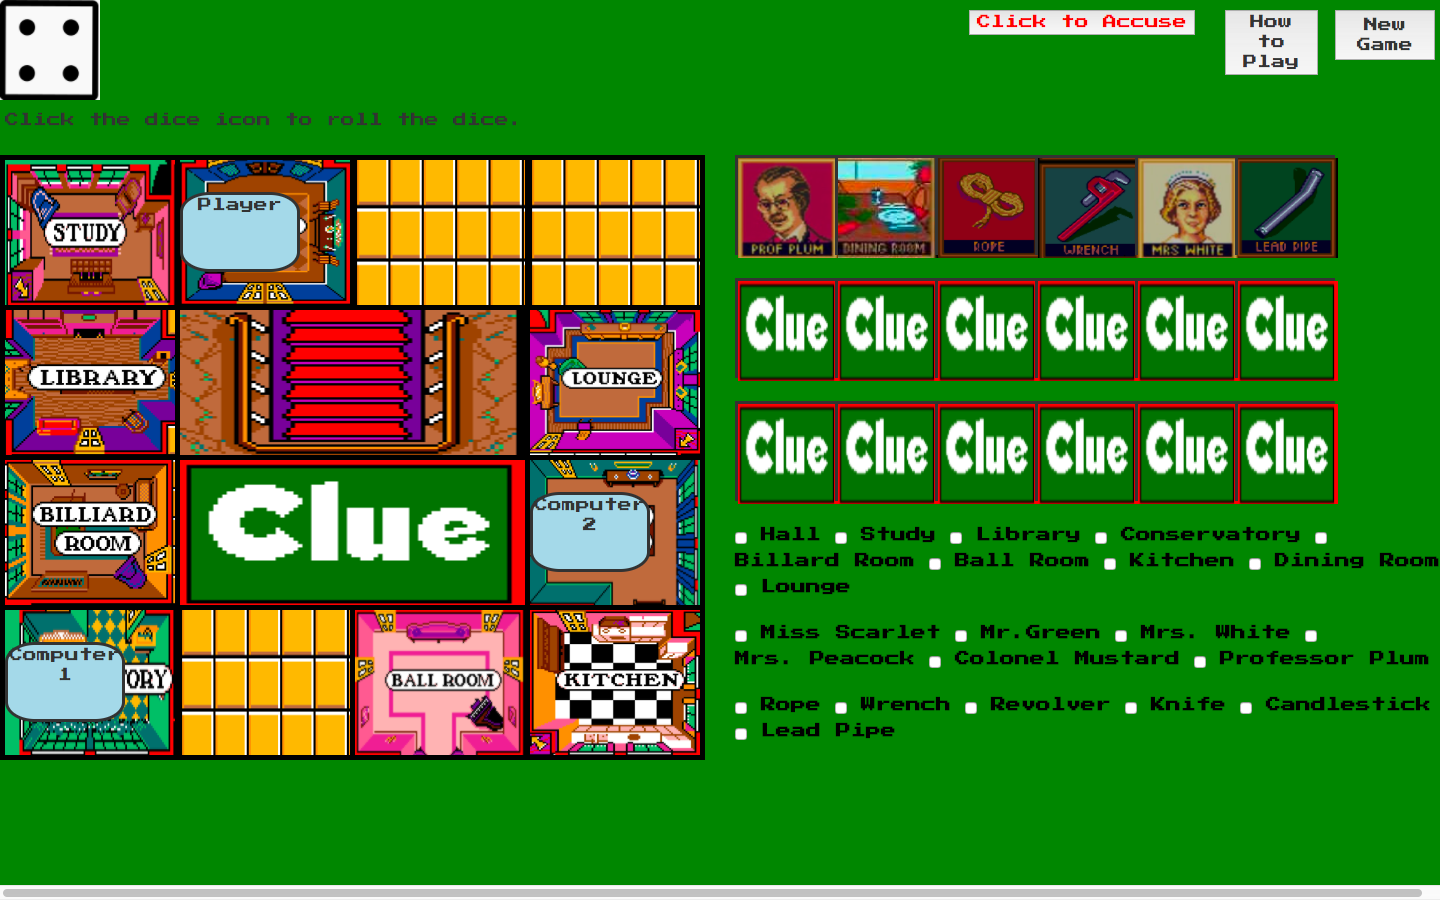 Click to Accuse
How
to
Play
New
Game
Click the dice icon to roll the dice.
STUDY
Player
PROF PLUM
DINING ROOM
ROPE
WRENCH
MRS WHITE
LEAD PIPE
LIBRARY
LOUNGE
Clue Clue Clue Clue Clue Clue
Clue Clue Clue Clue Clue Clue
BILLIARD
ROOM
Clue
Computer
2
Computer
1
ORY
BALL ROOM
KITCHEN
Hall Study Library Conservatory
Billard Room Ball Room Kitchen Dining Room
Lounge
Miss Scarlet Mr.Green Mrs. White
Mrs. Peacock Colonel Mustard Professor Plum
Rope Wrench Revolver Knife Candlestick
Lead Pipe